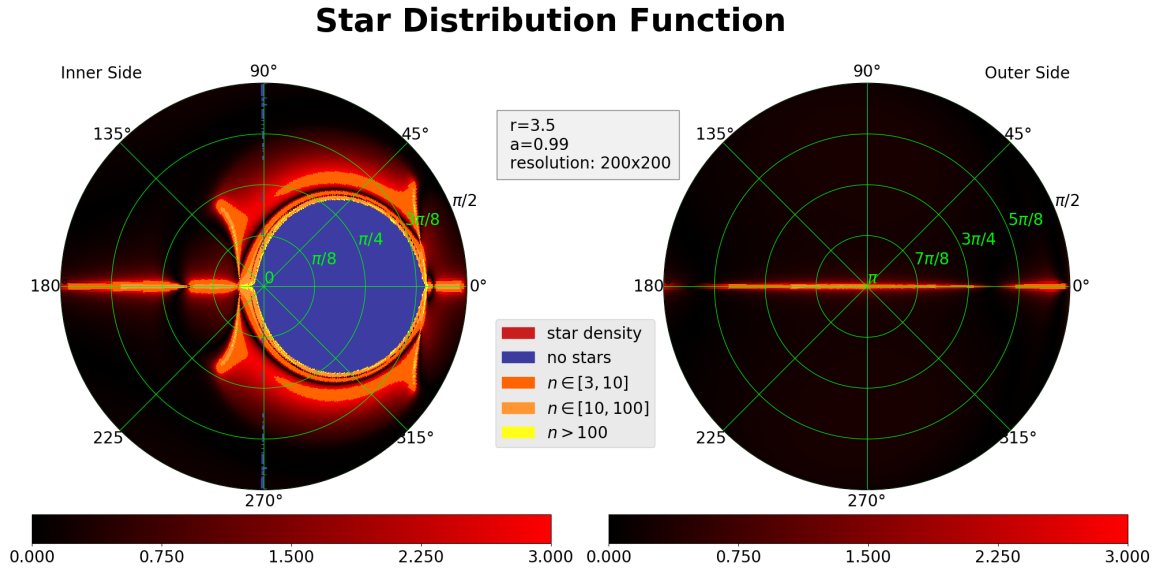 Star Distribution Function
Inner Side
90°
135°
45°
π/2
3π/8
π/4
π/8
0
180
0°
225
315°
270°
0.000 0.750 1.500 2.250 3.000
r=3.5
a=0.99
resolution: 200x200
star density
no stars
n ∈ [3, 10]
n ∈ [10, 100]
n > 100
Outer Side
90°
135°
45°
π/2
5π/8
3π/4
7π/8
π
180
0°
225
315°
270°
0.000 0.750 1.500 2.250 3.000